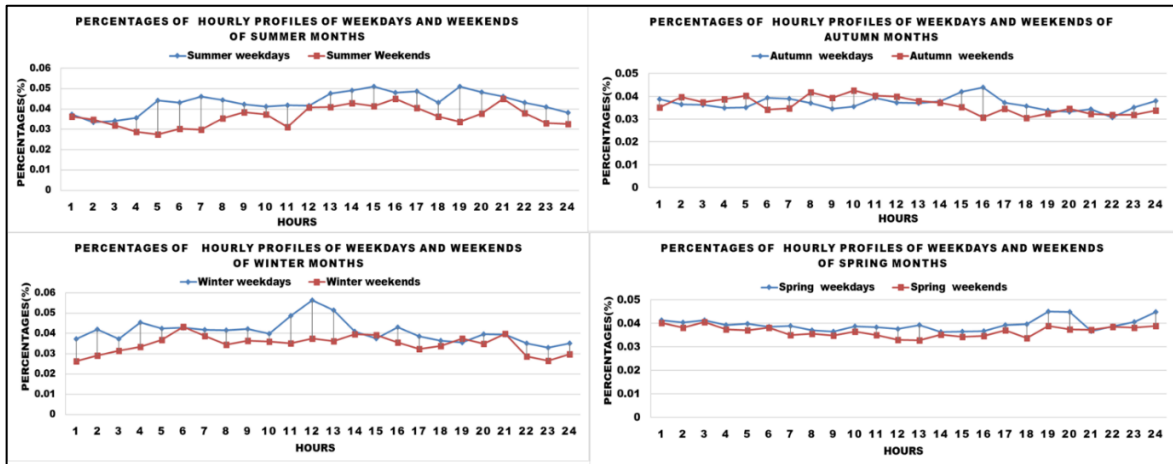 PERCENTAGES OF HOURLY PROFILES OF WEEKDAYS AND WEEKENDS
OF SUMMER MONTHS
Summer weekdays Summer Weekends
PERCENTAGES(%)
0.06
0.05
0.04
0.03
0.02
0.01
0
1 2 3 4 5 6 7 8 9 10 11 12 13 14 15 16 17 18 19 20 21 22 23 24
HOURS
PERCENTAGES OF HOURLY PROFILES OF WEEKDAYS AND WEEKENDS OF
AUTUMN MONTHS
Autumn weekdays Autumn weekends
PERCENTAGES(%)
0.05
0.04
0.03
0.02
0.01
0
1 2 3 4 5 6 7 8 9 10 11 12 13 14 15 16 17 18 19 20 21 22 23 24
HOURS
PERCENTAGES OF HOURLY PROFILES OF WEEKDAYS AND WEEKENDS
OF WINTER MONTHS
Winter weekdays Winter weekends
PERCENTAGES(%)
0.06
0.05
0.04
0.03
0.02
0.01
0
1 2 3 4 5 6 7 8 9 10 11 12 13 14 15 16 17 18 19 20 21 22 23 24
HOURS
PERCENTAGES OF HOURLY PROFILES OF WEEKDAYS AND WEEKENDS
OF SPRING MONTHS
Spring weekdays Spring weekends
PERCENTAGES(%)
0.05
0.04
0.03
0.02
0.01
0
1 2 3 4 5 6 7 8 9 10 11 12 13 14 15 16 17 18 19 20 21 22 23 24
HOURS